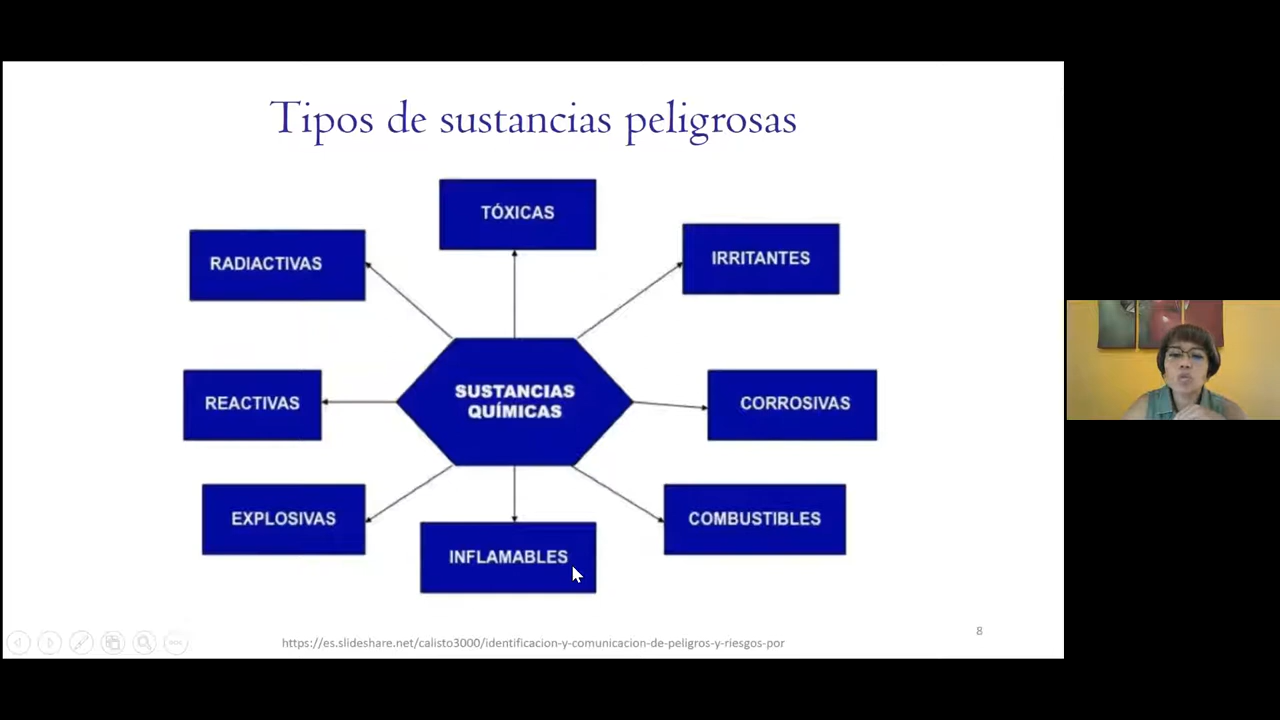 Tipos de sustancias peligrosas
TÓXICAS
RADIACTIVAS
IRRITANTES
SUSTANCIAS
QUÍMICAS
REACTIVAS
CORROSIVAS
EXPLOSIVAS
INFLAMABLES
COMBUSTIBLES
8
https://es.slideshare.net/calisto3000/identificacion-y-comunicacion-de-peligros-y-riesgos-por